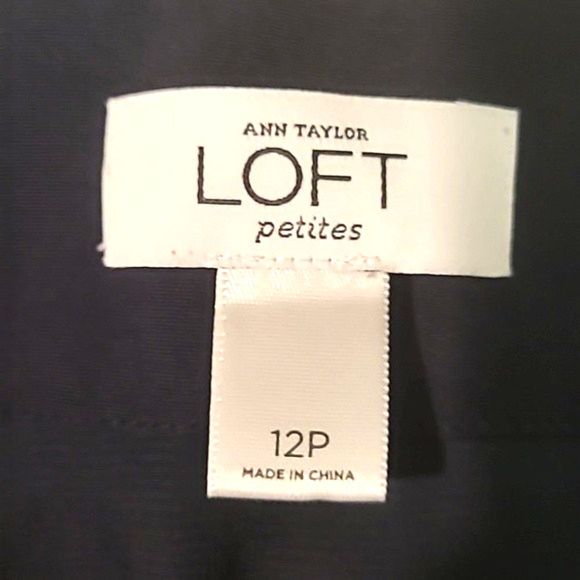 ANN TAYLOR
LOFT
petites
12P
MADE IN CHINA